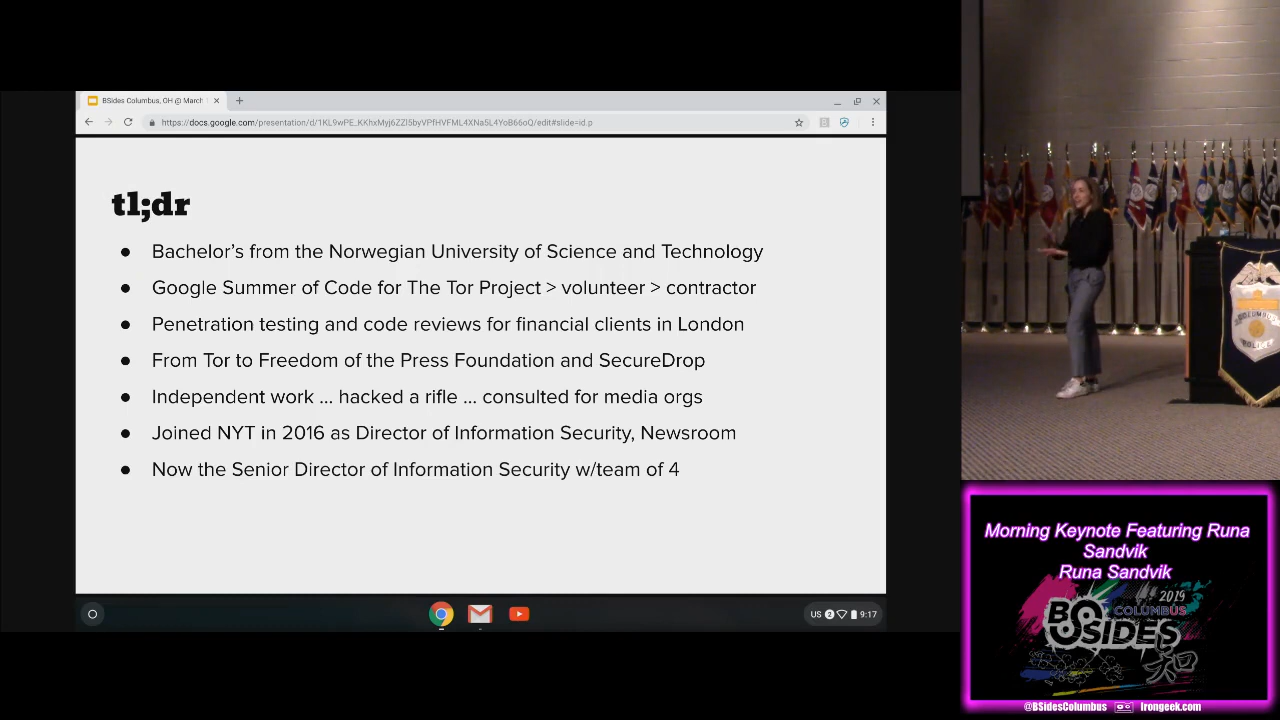 BSides Columbus, OH @ March
https://docs.google.com/presentation/d/1KL9wPE_KKhxMyj6ZZl5byVPfHVFML4XNa5L4YoB66oQ/edit#slide=id.p
tl;dr
● Bachelor’s from the Norwegian University of Science and Technology
● Google Summer of Code for The Tor Project > volunteer > contractor
● Penetration testing and code reviews for financial clients in London
● From Tor to Freedom of the Press Foundation and SecureDrop
● Independent work ... hacked a rifle ... consulted for media orgs
● Joined NYT in 2016 as Director of Information Security, Newsroom
● Now the Senior Director of Information Security w/team of 4
US 2 9:17
Morning Keynote Featuring Runa
Sandvik
Runa Sandvik
2019
COLUMBUS
BSIDES
知
@BSidesColumbus irongeek.com